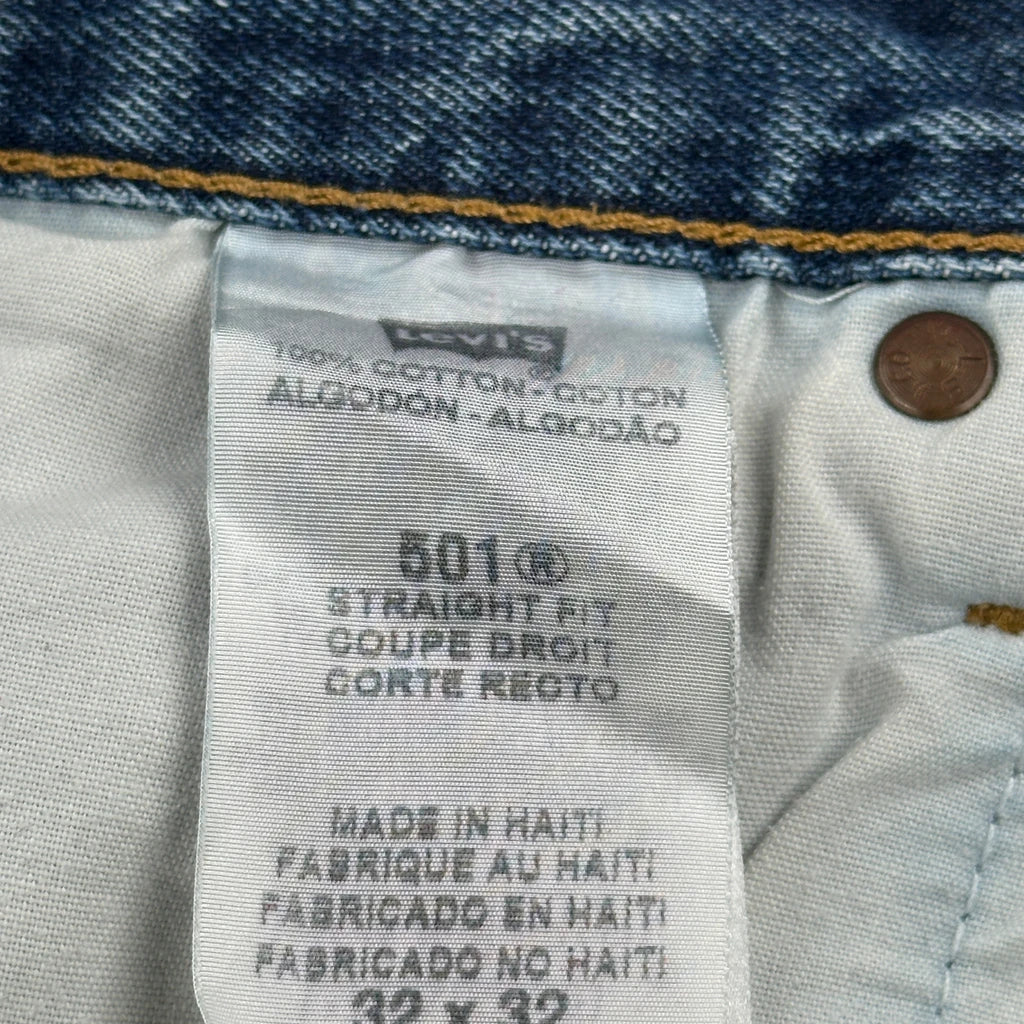 Levi's
100% COTTON - COTON
ALGODÓN - ALGODÃO
501®
STRAIGHT FIT
COUPE DROIT
CORTE RECTO
MADE IN HAITI
FABRIQUE AU HAITI
FABRICADO EN HAITI
FABRICADO NO HAITI
32 x 32